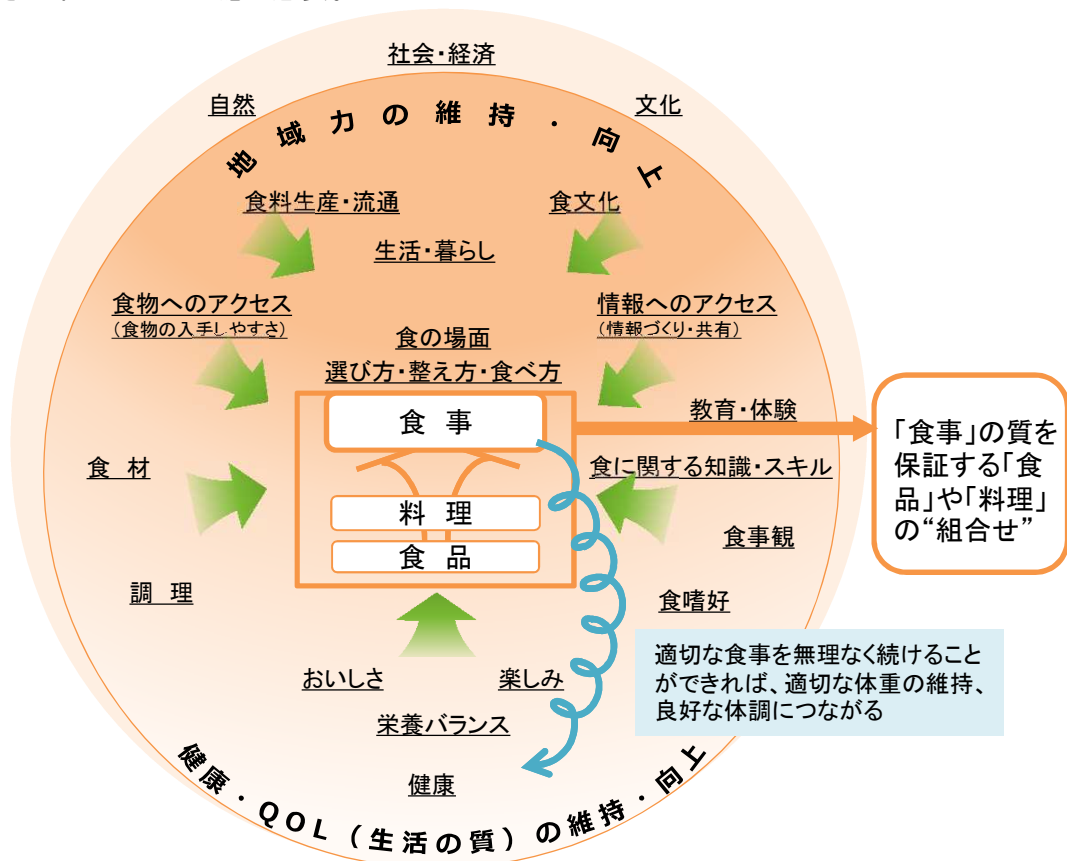 社会・経済
自然
文化
地域力の維持・向上
食料生産・流通
食文化
生活・暮らし
食物へのアクセス
(食物の入手しやすさ)
情報へのアクセス
(情報づくり・共有)
食の場面
選び方・整え方・食べ方
食 事
教育・体験
「食事」の質を
保証する「食
品」や「料理」
の“組合せ”
食 材
食に関する知識・スキル
料 理
食事観
食 品
調 理
食嗜好
おいしさ
楽しみ
適切な食事を無理なく続けること
ができれば、適切な体重の維持、
良好な体調につながる
栄養バランス
健康
健康・QOL(生活の質)の維持・向上